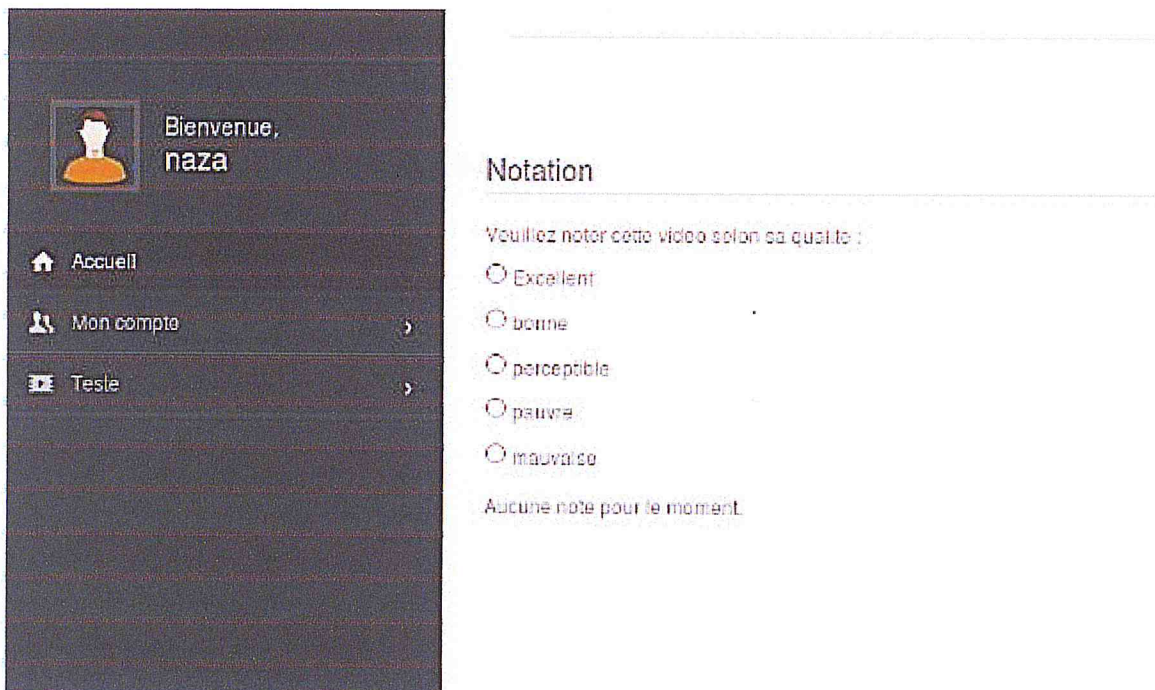 Bienvenue,
naza
Accueil
Mon compte
Teste
Notation
Veuillez noter cette video selon sa qualite :
Excellent
bonne
perceptible
pauvre
mauvaise
Aucune note pour le moment.